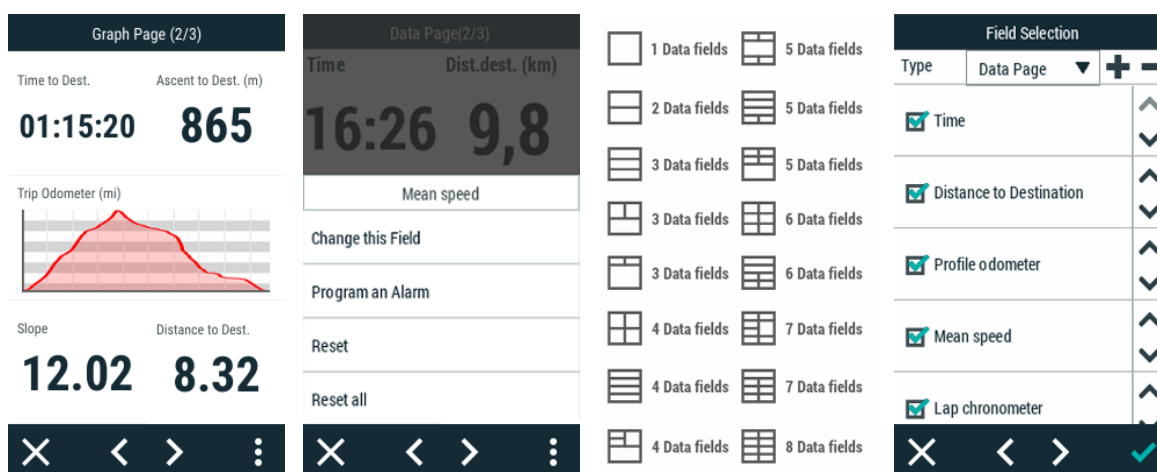 Graph Page (2/3)
Time to Dest. Ascent to Dest. (m)
01:15:20 865
Trip Odometer (mi)
Slope Distance to Dest.
12.02 8.32
Data Page(2/3)
Time Dist.dest. (km)
16:26 9,8
Mean speed
Change this Field
Program an Alarm
Reset
Reset all
1 Data fields 5 Data fields
2 Data fields 5 Data fields
3 Data fields 5 Data fields
3 Data fields 6 Data fields
3 Data fields 6 Data fields
4 Data fields 7 Data fields
4 Data fields 7 Data fields
4 Data fields 8 Data fields
Field Selection
Type Data Page
Time
Distance to Destination
Profile odometer
Mean speed
Lap chronometer